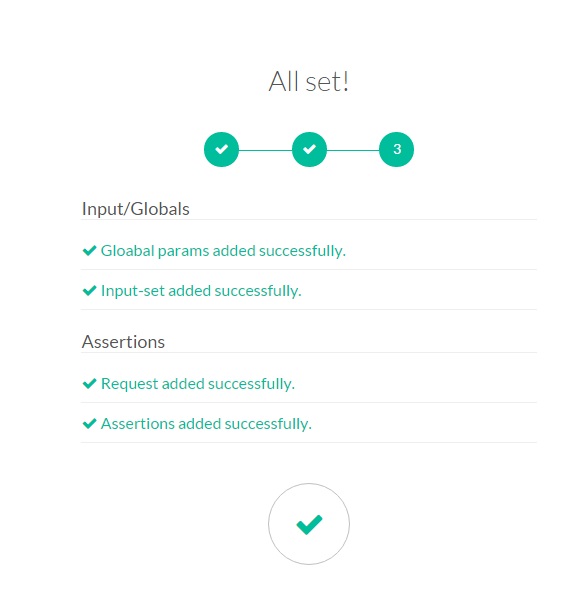 All set!
3
Input/Globals
Gloabal params added successfully.
Input-set added successfully.
Assertions
Request added successfully.
Assertions added successfully.